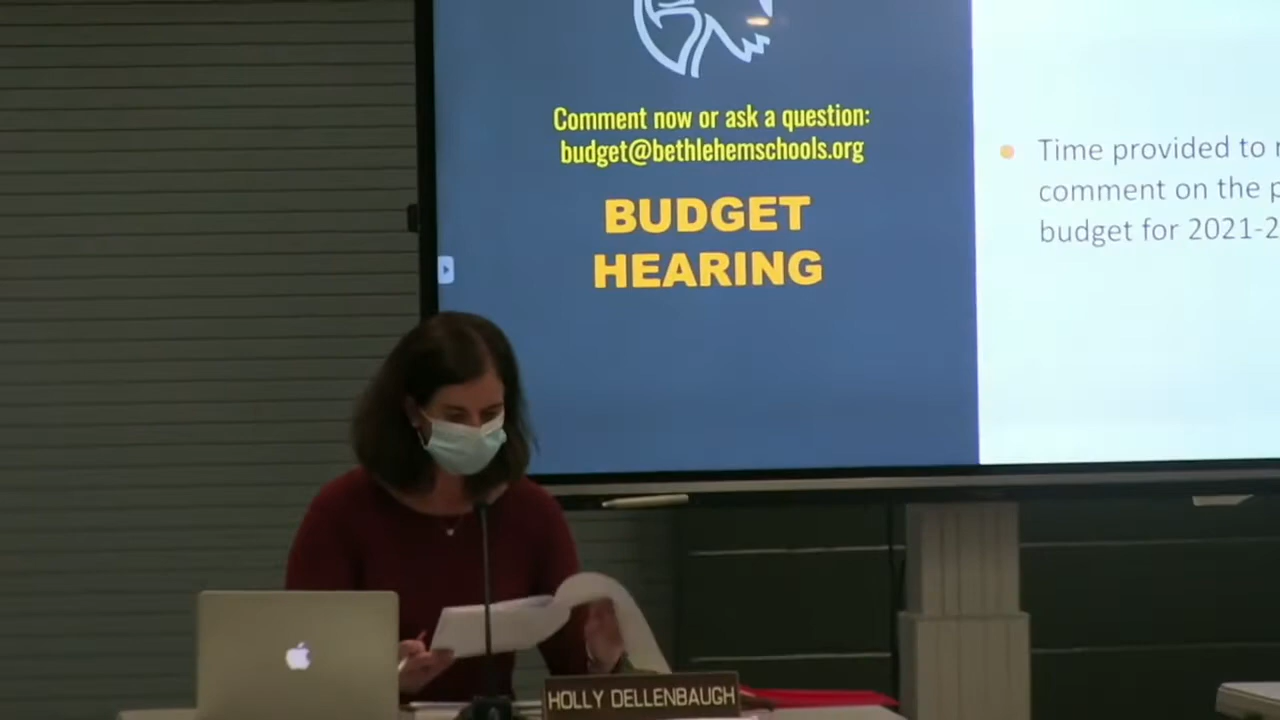 Comment now or ask a question:
budget@bethlehemschools.org
BUDGET
HEARING
Time provided to
comment on the
budget for 2021-2
HOLLY DELLENBAUGH